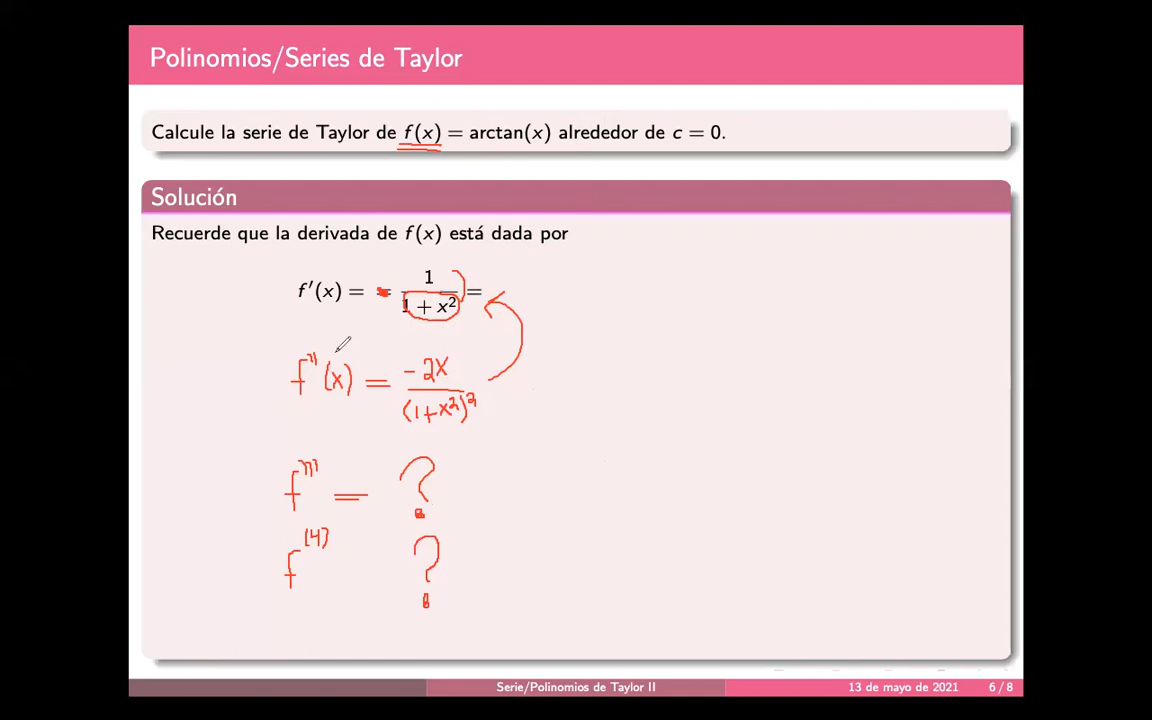 Polinomios/Series de Taylor
Calcule la serie de Taylor de f(x) = arctan(x) alrededor de c = 0.
Solución
Recuerde que la derivada de f(x) está dada por
f′(x) = 1/(1 + x²) =
f″(x) = -2x/(1+x²)²
f‴ = ?
f⁽⁴⁾ ?
Serie/Polinomios de Taylor II 13 de mayo de 2021 6 / 8